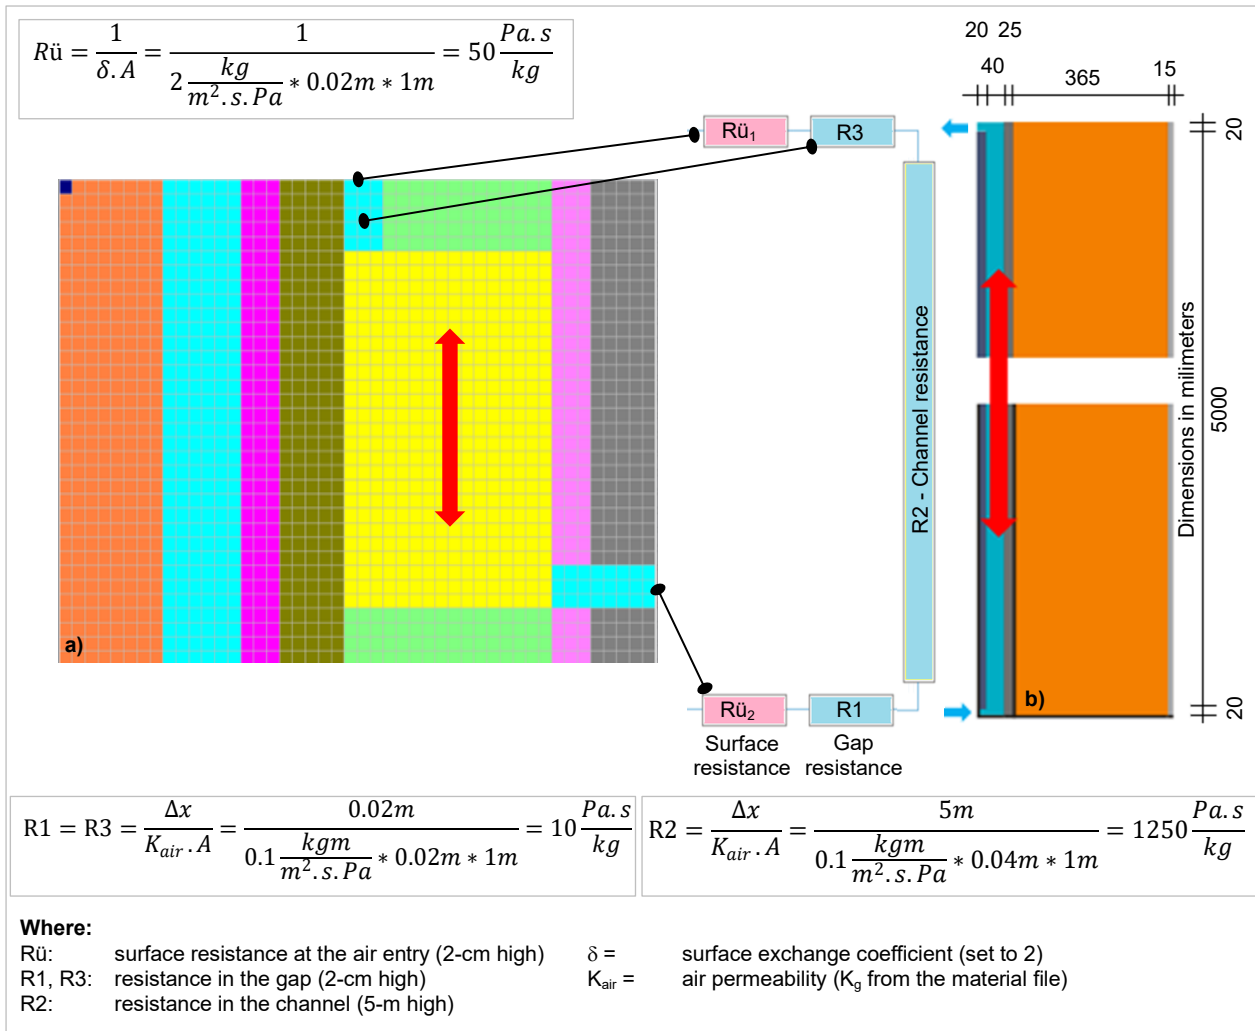 Rü = 1/(δ.A) = 1/(2 kg/(m².s.Pa) * 0.02m * 1m) = 50 Pa.s/kg
20 25
40 365 15
Rü₁ R3
20
R2 - Channel resistance
Dimensions in milimeters
5000
a)
b)
20
Rü₂ R1
Surface resistance
Gap resistance
R1 = R3 = Δx/(K_air.A) = 0.02m/(0.1 kgm/(m².s.Pa) * 0.02m * 1m) = 10 Pa.s/kg
R2 = Δx/(K_air.A) = 5m/(0.1 kgm/(m².s.Pa) * 0.04m * 1m) = 1250 Pa.s/kg
Where:
Rü: surface resistance at the air entry (2-cm high) δ = surface exchange coefficient (set to 2)
R1, R3: resistance in the gap (2-cm high) K_air = air permeability (K_g from the material file)
R2: resistance in the channel (5-m high)